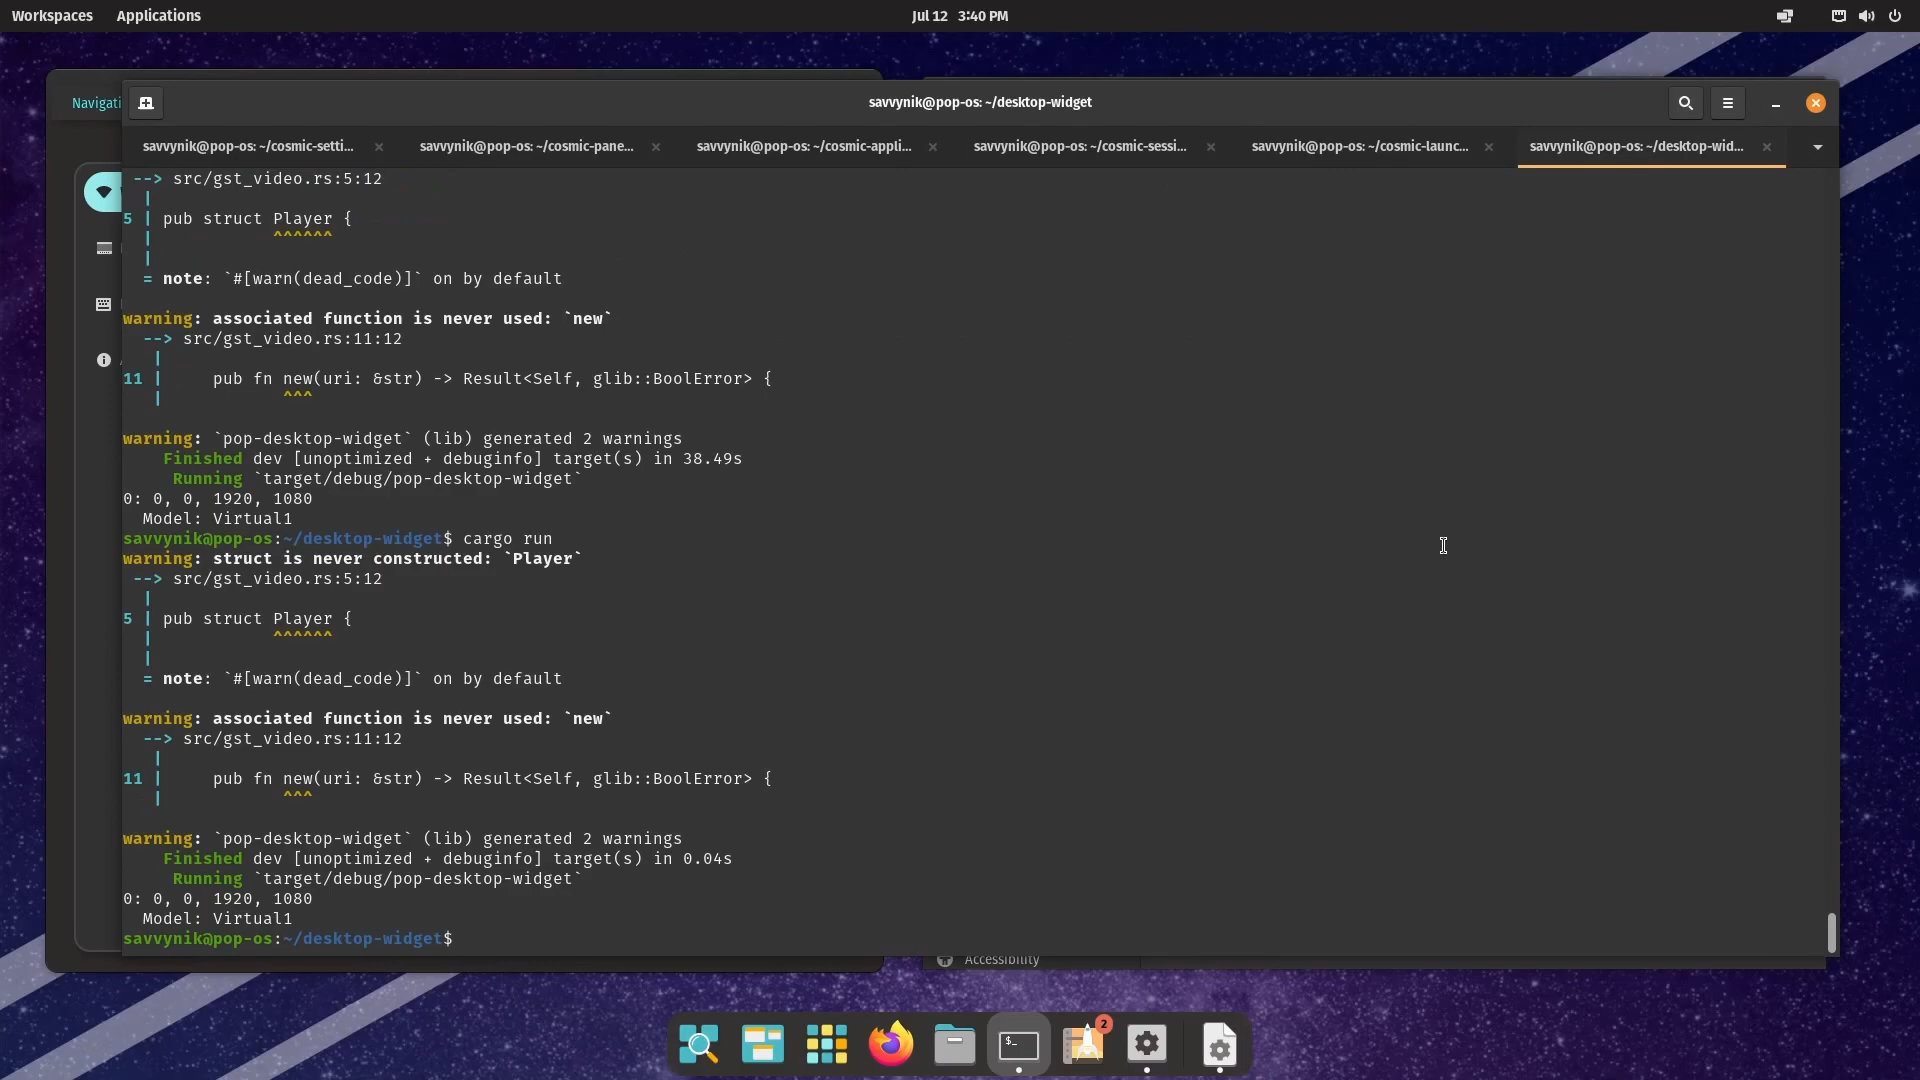 Workspaces Applications Jul 12 3:40 PM
Navigati
savvynik@pop-os: ~/desktop-widget
savvynik@pop-os: ~/cosmic-setti... × savvynik@pop-os: ~/cosmic-pane... × savvynik@pop-os: ~/cosmic-appli... × savvynik@pop-os: ~/cosmic-sessi... × savvynik@pop-os: ~/cosmic-launc... × savvynik@pop-os: ~/desktop-wid... ×
--> src/gst_video.rs:5:12
|
5 | pub struct Player {
| ^^^^^^
|
= note: `#[warn(dead_code)]` on by default
warning: associated function is never used: `new`
--> src/gst_video.rs:11:12
|
11 | pub fn new(uri: &str) -> Result<Self, glib::BoolError> {
| ^^^
warning: `pop-desktop-widget` (lib) generated 2 warnings
Finished dev [unoptimized + debuginfo] target(s) in 38.49s
Running `target/debug/pop-desktop-widget`
0: 0, 0, 1920, 1080
Model: Virtual1
savvynik@pop-os:~/desktop-widget$ cargo run
warning: struct is never constructed: `Player`
--> src/gst_video.rs:5:12
|
5 | pub struct Player {
| ^^^^^^
|
= note: `#[warn(dead_code)]` on by default
warning: associated function is never used: `new`
--> src/gst_video.rs:11:12
|
11 | pub fn new(uri: &str) -> Result<Self, glib::BoolError> {
| ^^^
warning: `pop-desktop-widget` (lib) generated 2 warnings
Finished dev [unoptimized + debuginfo] target(s) in 0.04s
Running `target/debug/pop-desktop-widget`
0: 0, 0, 1920, 1080
Model: Virtual1
savvynik@pop-os:~/desktop-widget$
Accessibility
$_
2